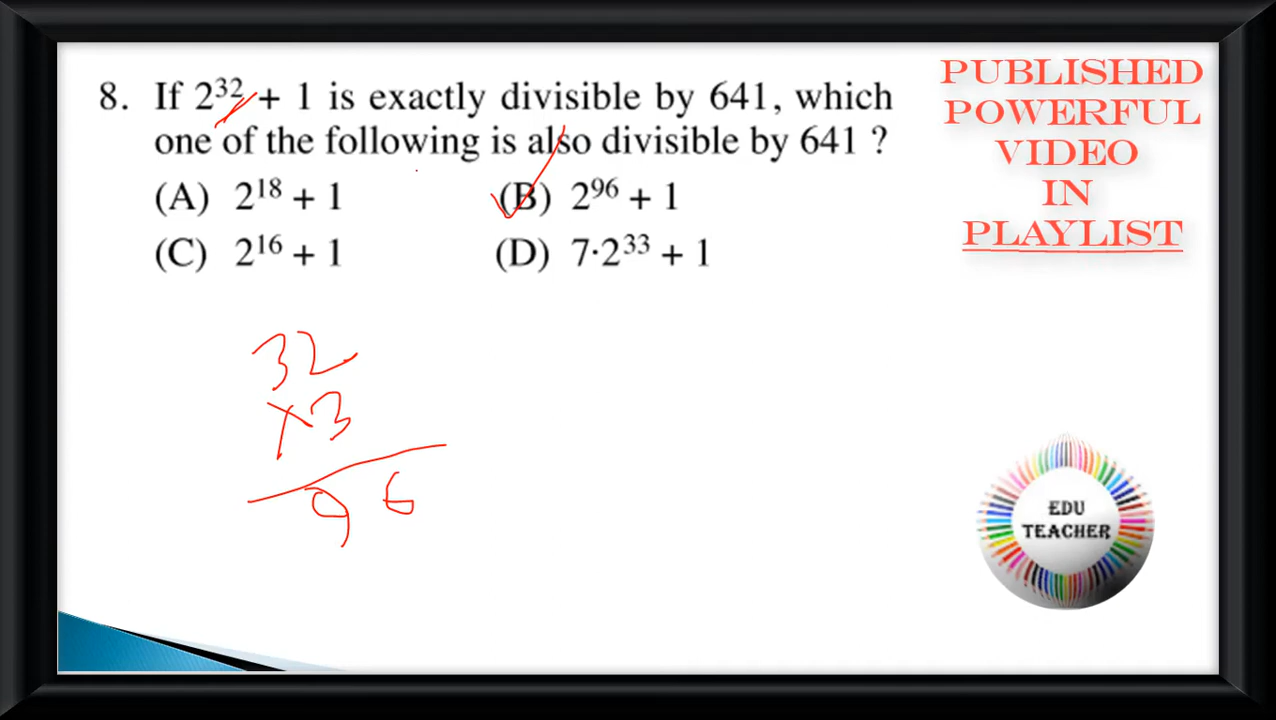 8. If 2³² + 1 is exactly divisible by 641, which
one of the following is also divisible by 641 ?
(A) 2¹⁸ + 1 (B) 2⁹⁶ + 1
(C) 2¹⁶ + 1 (D) 7·2³³ + 1
32
×3
96
PUBLISHED
POWERFUL
VIDEO
IN
PLAYLIST
EDU
TEACHER